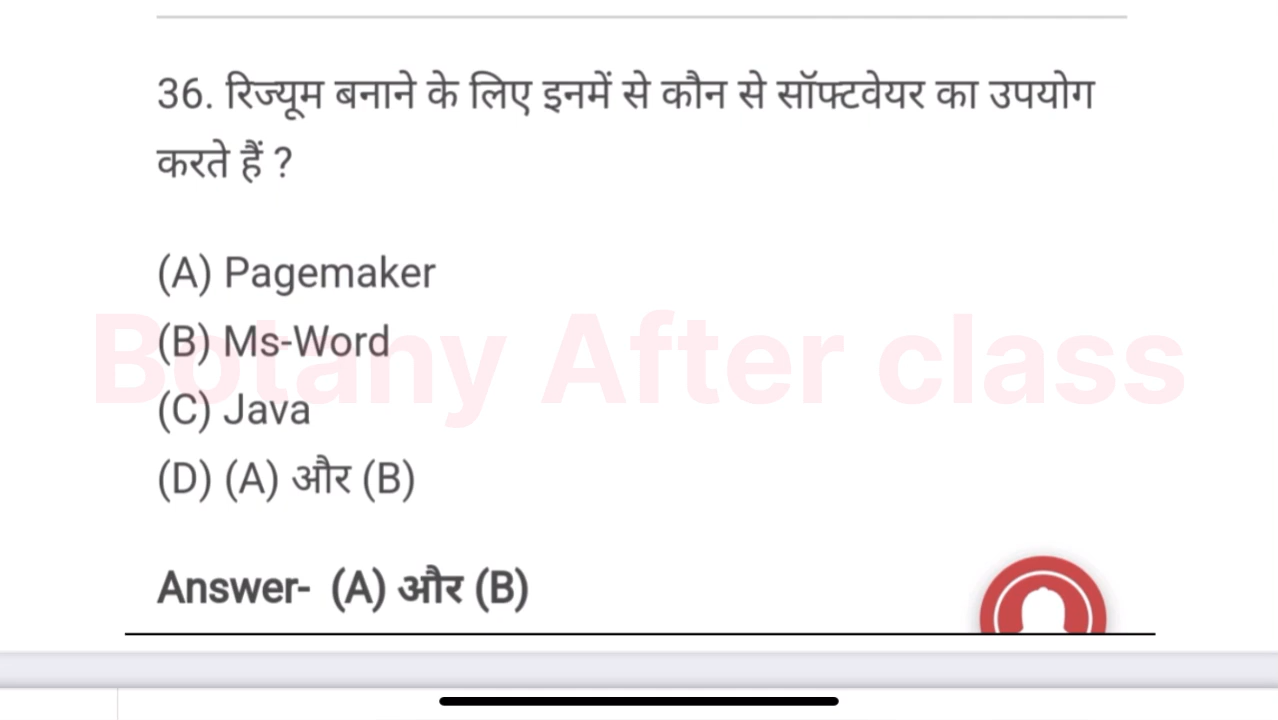 36. रिज्यूम बनाने के लिए इनमें से कौन से सॉफ्टवेयर का उपयोग
करते हैं ?
(A) Pagemaker
(B) Ms-Word
Botany After class
(C) Java
(D) (A) और (B)
Answer- (A) और (B)